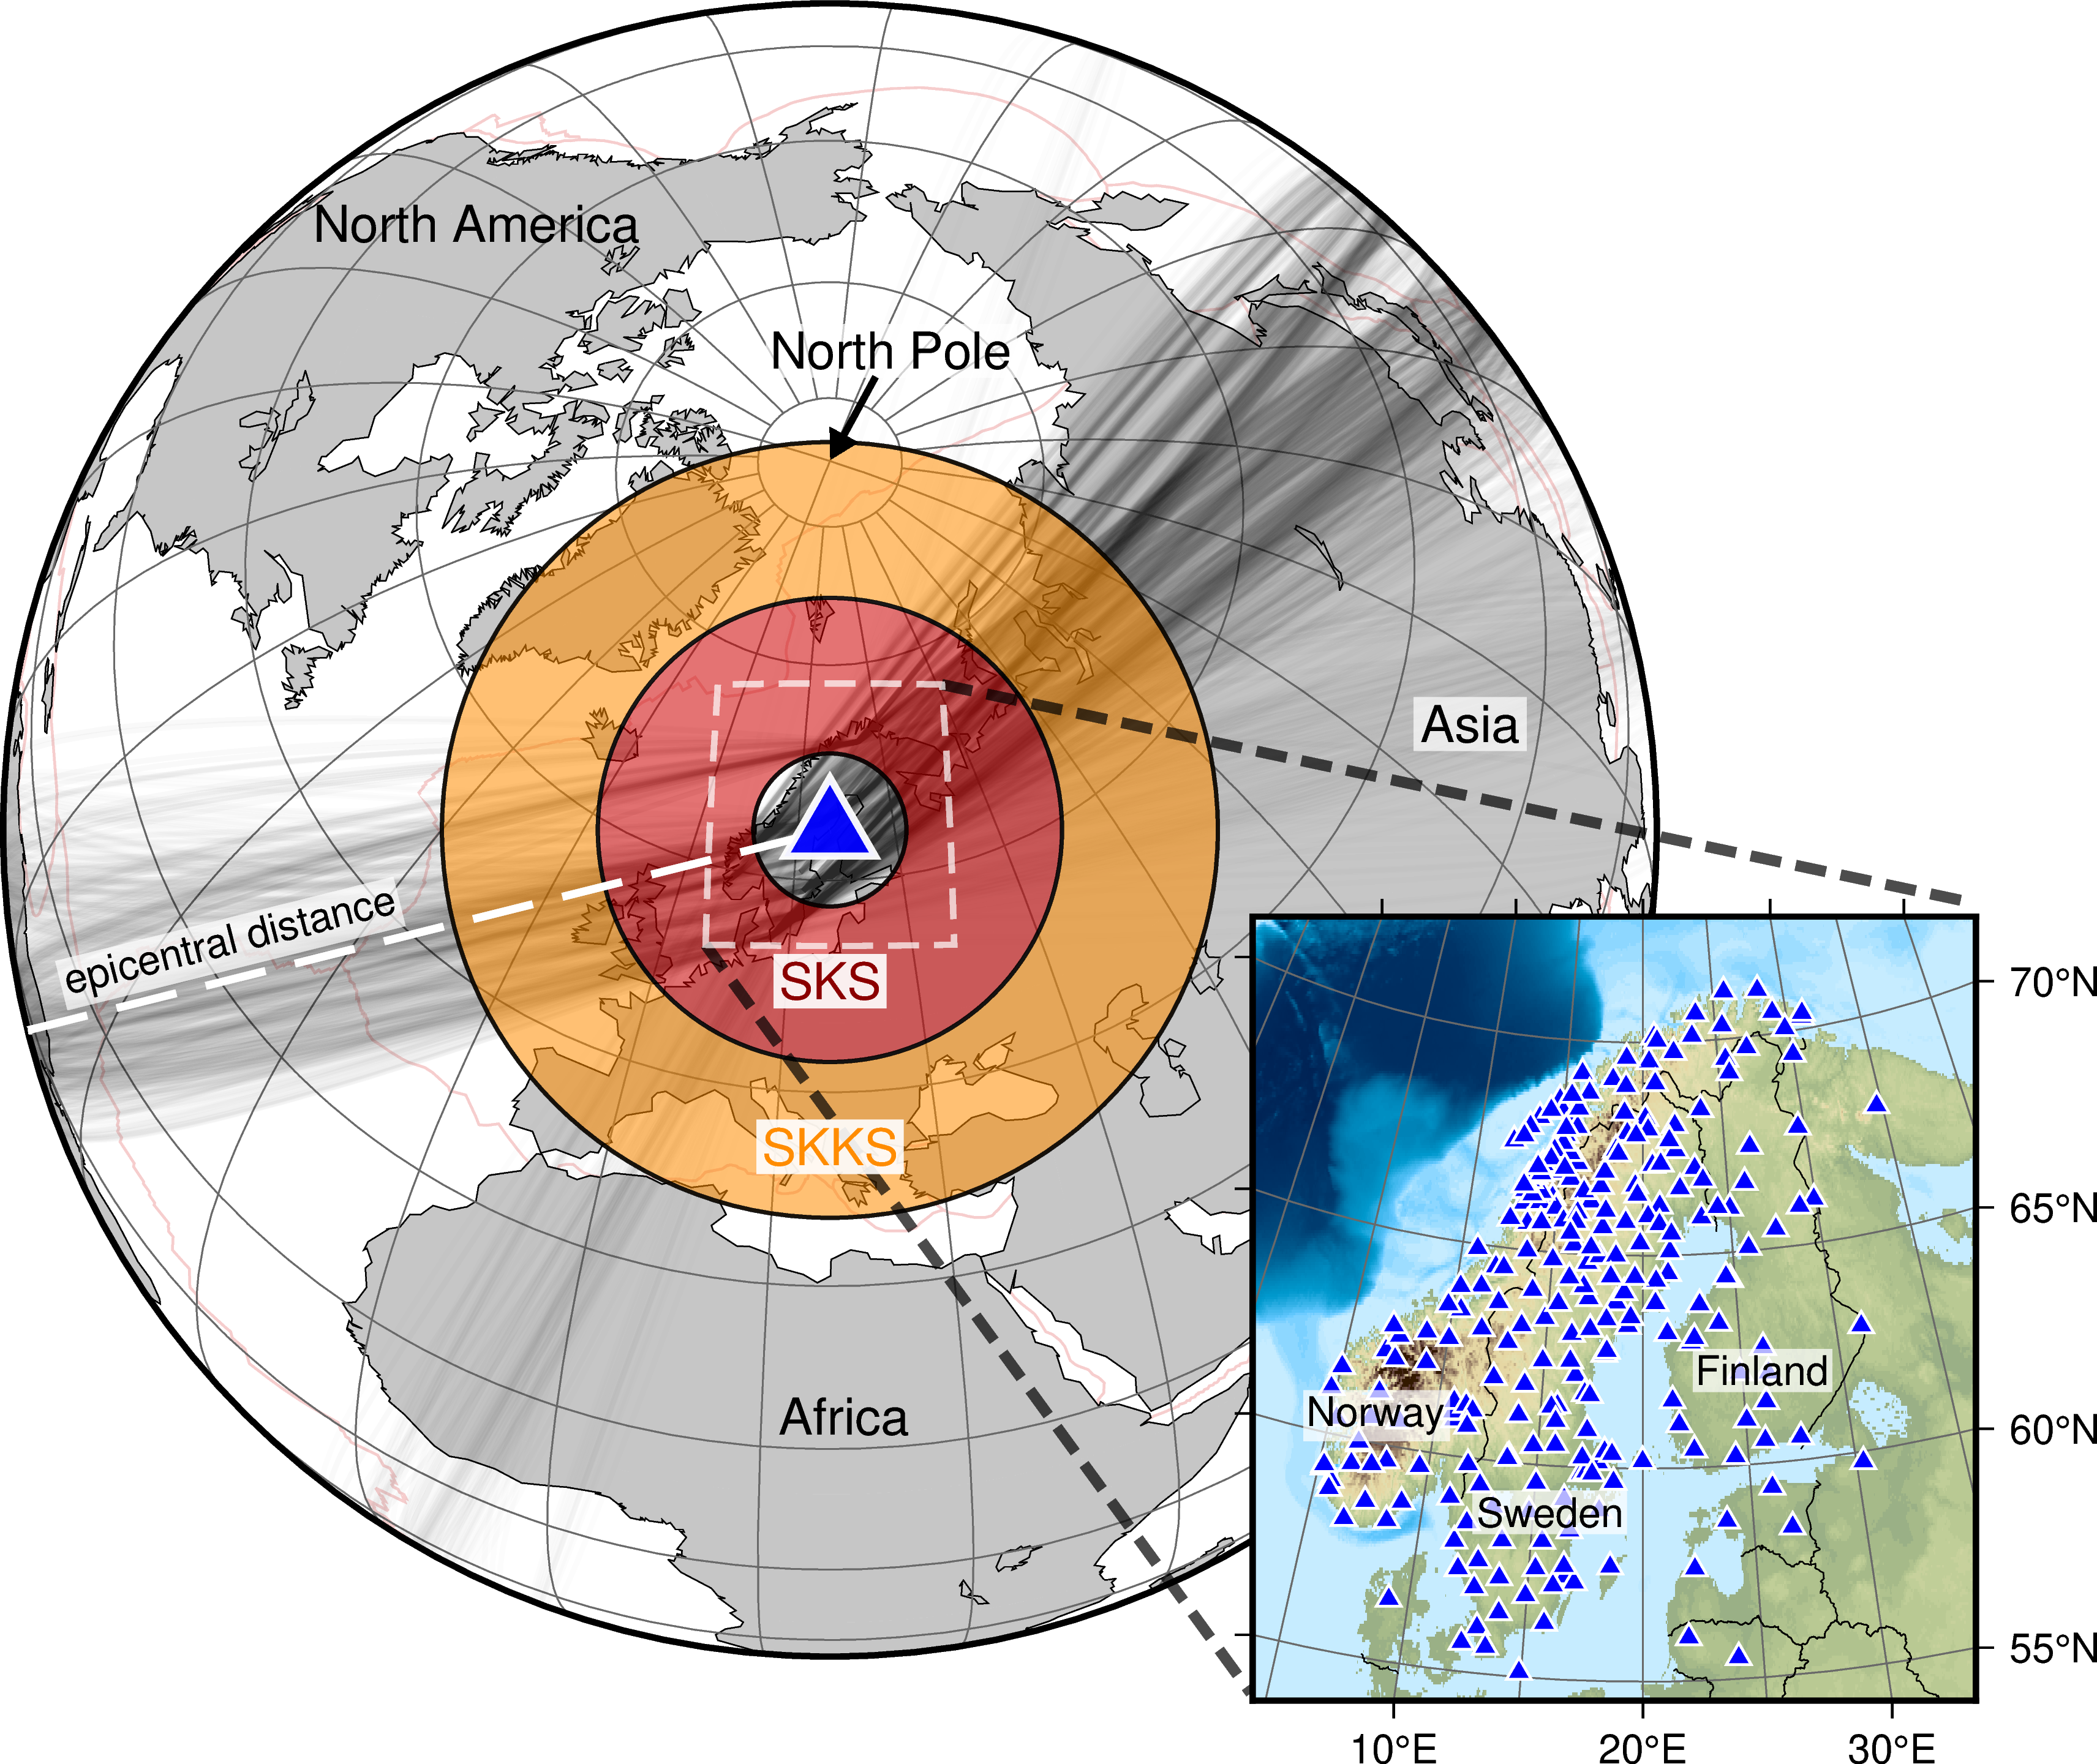 North America
North Pole
Asia
epicentral distance
SKS
SKKS
Africa
70°N
65°N
60°N
55°N
Finland
Norway
Sweden
10°E
20°E
30°E